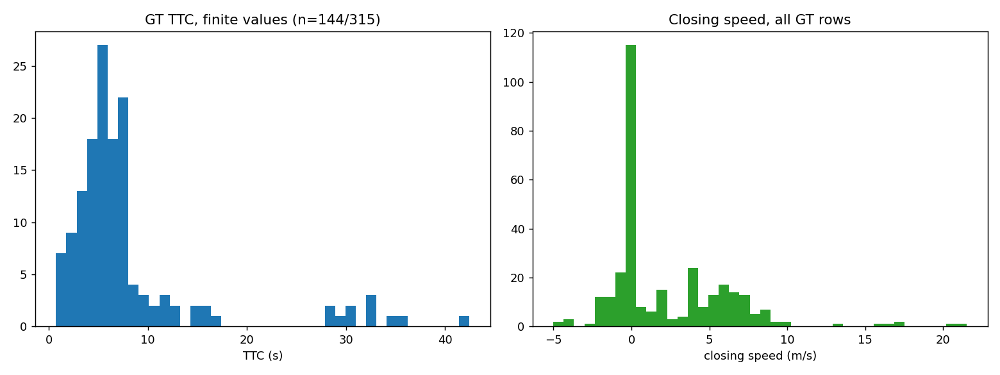 GT TTC, finite values (n=144/315)
25
20
15
10
5
0
0 10 20 30 40
TTC (s)
Closing speed, all GT rows
120
100
80
60
40
20
0
−5 0 5 10 15 20
closing speed (m/s)